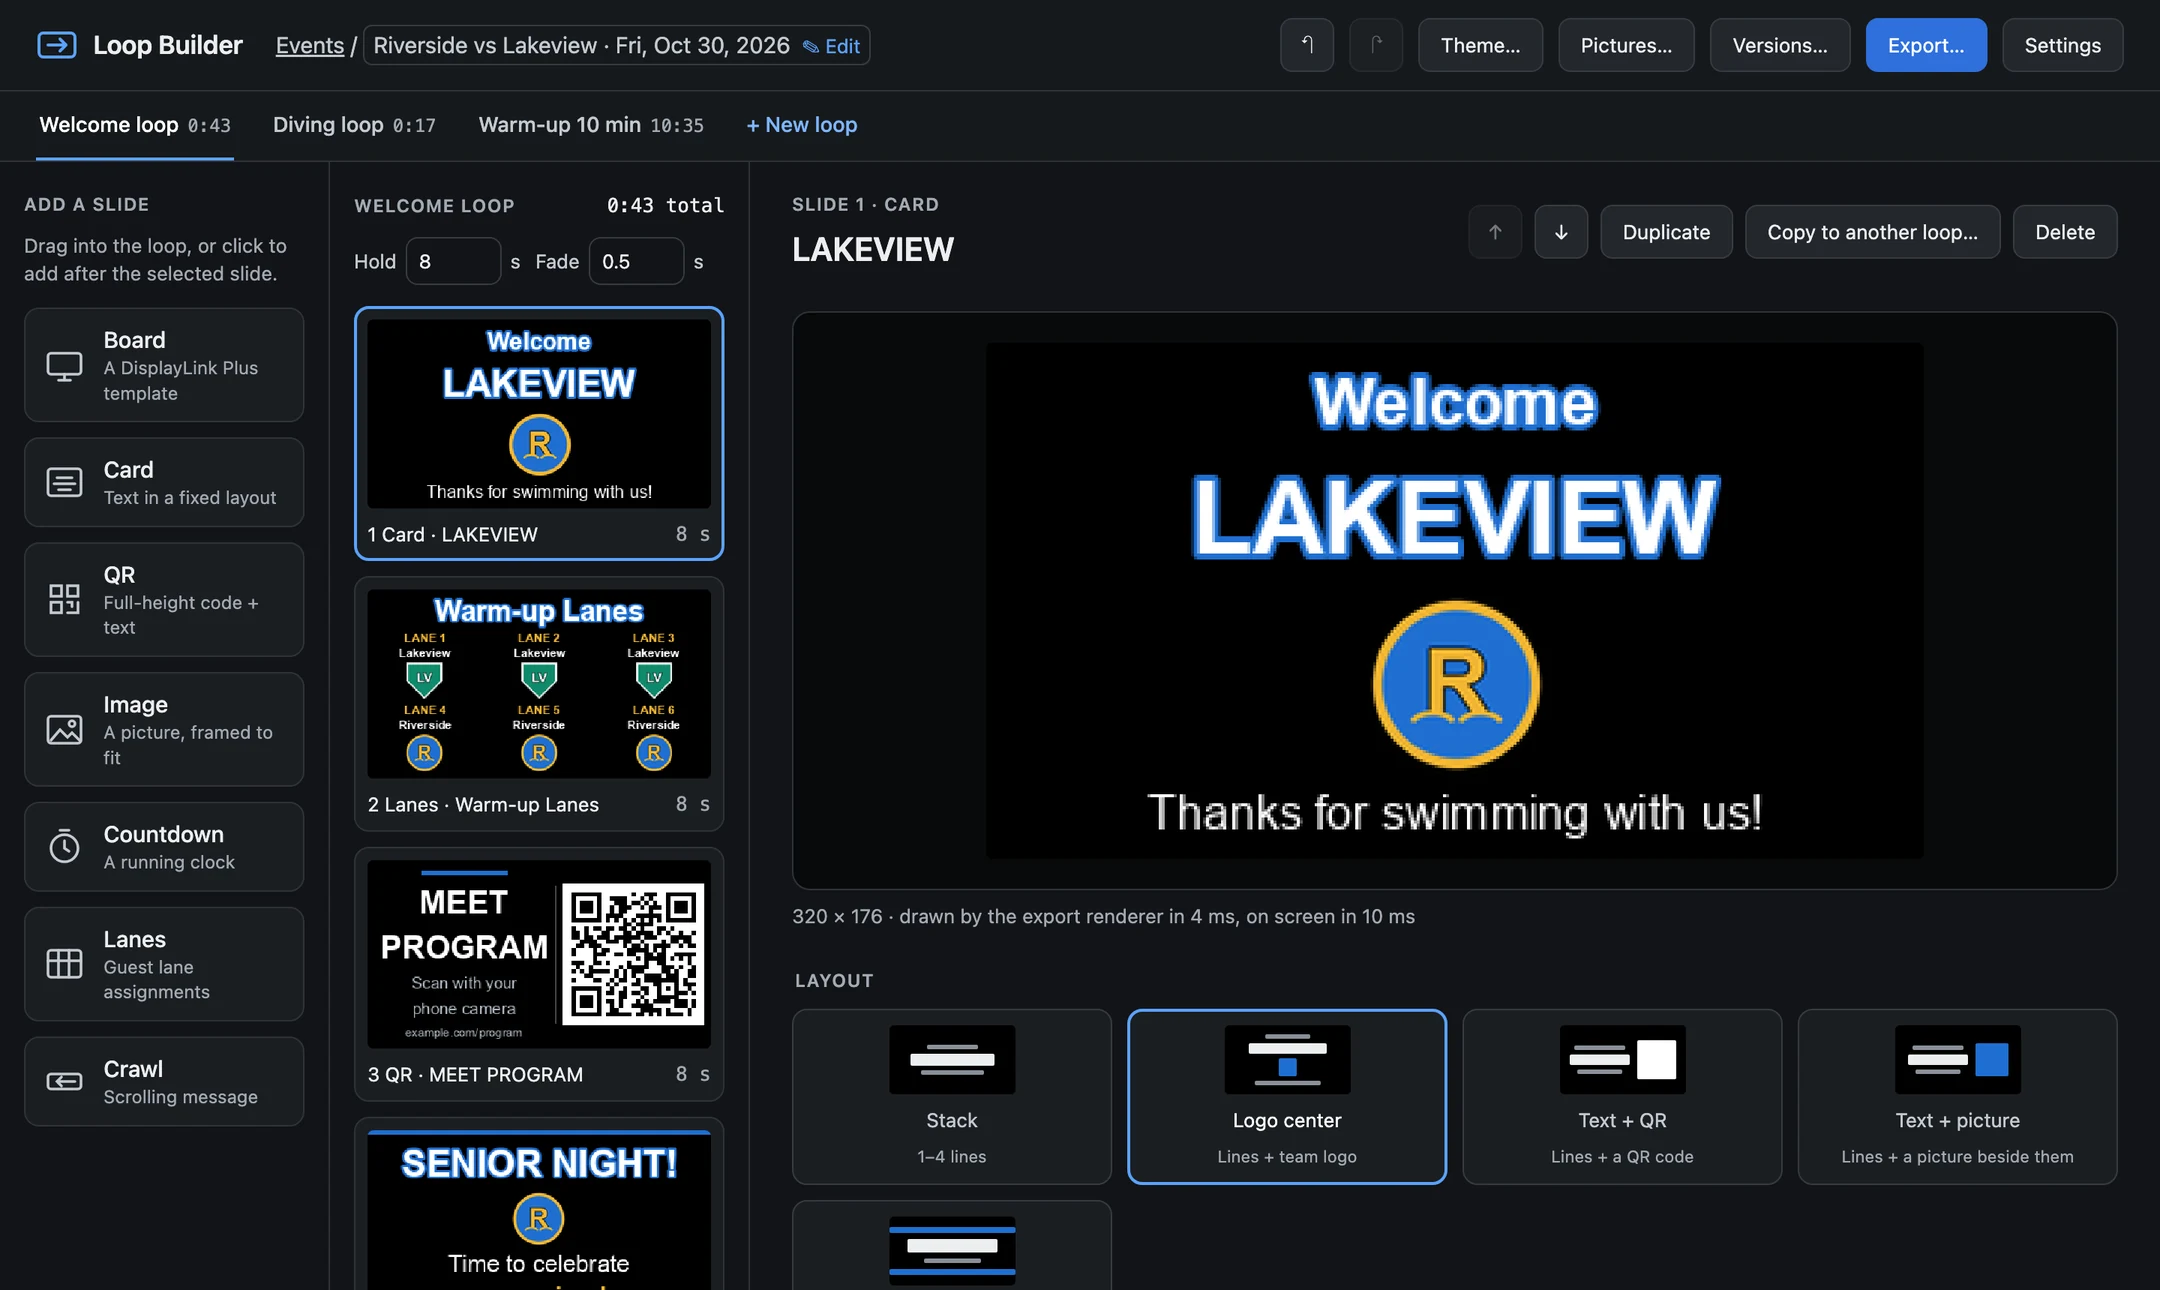 Loop Builder
Events / Riverside vs Lakeview · Fri, Oct 30, 2026 ✎ Edit
Theme...
Pictures...
Versions...
Export...
Settings
Welcome loop 0:43
Diving loop 0:17
Warm-up 10 min 10:35
+ New loop
ADD A SLIDE
Drag into the loop, or click to
add after the selected slide.
Board
A DisplayLink Plus
template
Card
Text in a fixed layout
QR
Full-height code +
text
Image
A picture, framed to
fit
Countdown
A running clock
Lanes
Guest lane
assignments
Crawl
Scrolling message
WELCOME LOOP 0:43 total
Hold 8 s Fade 0.5 s
Welcome
LAKEVIEW
R
Thanks for swimming with us!
1 Card · LAKEVIEW 8 s
Warm-up Lanes
LANE 1 LANE 2 LANE 3
Lakeview Lakeview Lakeview
LV LV LV
LANE 4 LANE 5 LANE 6
Riverside Riverside Riverside
R R R
2 Lanes · Warm-up Lanes 8 s
MEET
PROGRAM
Scan with your
phone camera
example.com/program
3 QR · MEET PROGRAM 8 s
SENIOR NIGHT!
R
Time to celebrate
SLIDE 1 · CARD
LAKEVIEW
↑
↓
Duplicate
Copy to another loop...
Delete
Welcome
LAKEVIEW
R
Thanks for swimming with us!
320 × 176 · drawn by the export renderer in 4 ms, on screen in 10 ms
LAYOUT
Stack
1–4 lines
Logo center
Lines + team logo
Text + QR
Lines + a QR code
Text + picture
Lines + a picture beside them